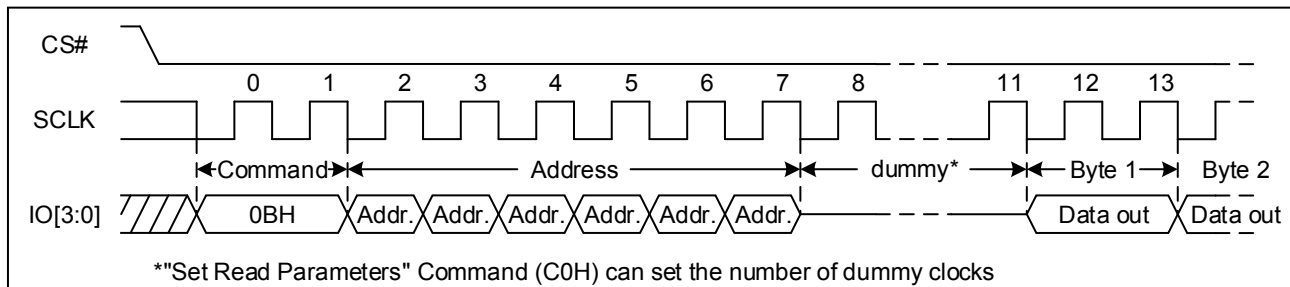 CS#
0 1 2 3 4 5 6 7 8 11 12 13
SCLK
Command Address dummy* Byte 1 Byte 2
IO[3:0] 0BH Addr. Addr. Addr. Addr. Addr. Addr. Data out Data out
*"Set Read Parameters" Command (C0H) can set the number of dummy clocks